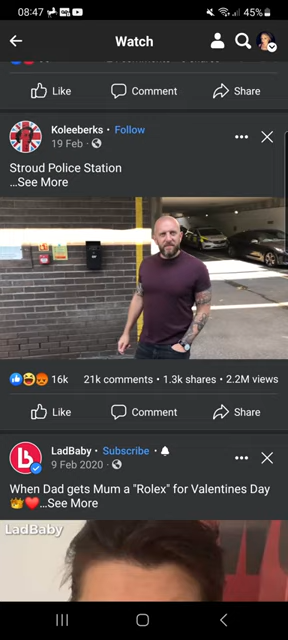 08:47 45%
Watch
Like Comment Share
Koleeberks · Follow
19 Feb ·
Stroud Police Station
...See More
16k 21k comments • 1.3k shares • 2.2M views
Like Comment Share
LadBaby · Subscribe ·
9 Feb 2020 ·
When Dad gets Mum a "Rolex" for Valentines Day
...See More
LadBaby